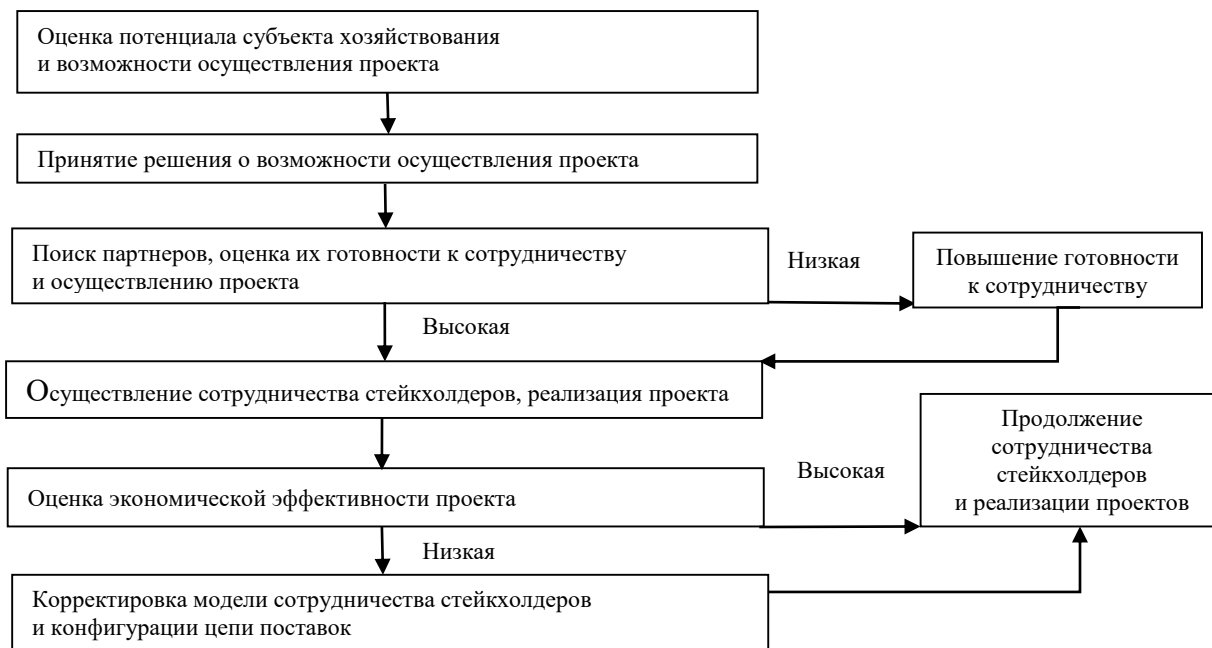 Оценка потенциала субъекта хозяйствования
и возможности осуществления проекта
Принятие решения о возможности осуществления проекта
Поиск партнеров, оценка их готовности к сотрудничеству
и осуществлению проекта
Низкая
Повышение готовности
к сотрудничеству
Высокая
Осуществление сотрудничества стейкхолдеров, реализация проекта
Продолжение
сотрудничества
стейкхолдеров
и реализации проектов
Высокая
Оценка экономической эффективности проекта
Низкая
Корректировка модели сотрудничества стейкхолдеров
и конфигурации цепи поставок